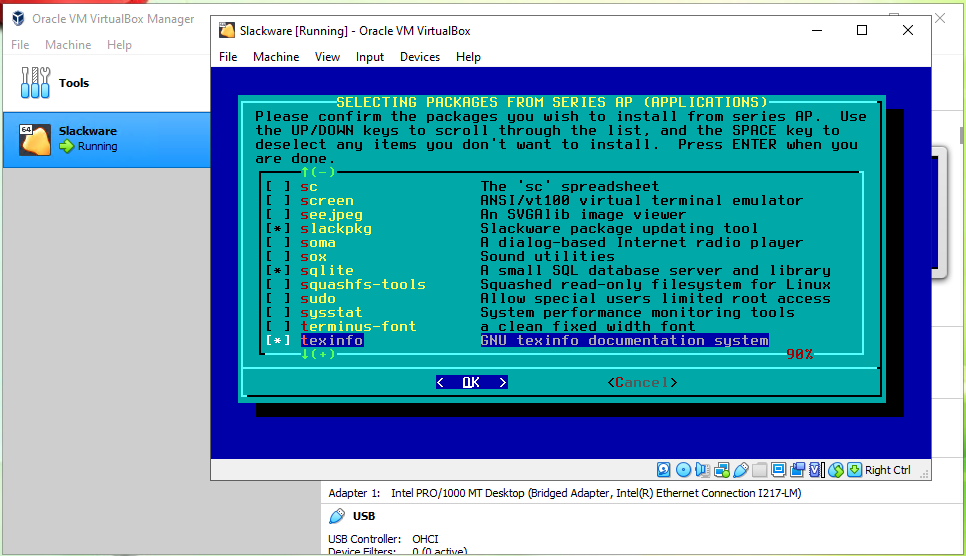 Oracle VM VirtualBox Manager
File Machine Help
Tools
64
Slackware
Running
Slackware [Running] - Oracle VM VirtualBox
File Machine View Input Devices Help
SELECTING PACKAGES FROM SERIES AP (APPLICATIONS)
Please confirm the packages you wish to install from series AP. Use
the UP/DOWN keys to scroll through the list, and the SPACE key to
deselect any items you don't want to install. Press ENTER when you
are done.
↑(-)
[ ] sc The 'sc' spreadsheet
[ ] screen ANSI/vt100 virtual terminal emulator
[ ] seejpeg An SVGAlib image viewer
[*] slackpkg Slackware package updating tool
[ ] soma A dialog-based Internet radio player
[ ] sox Sound utilities
[*] sqlite A small SQL database server and library
[ ] squashfs-tools Squashed read-only filesystem for Linux
[ ] sudo Allow special users limited root access
[ ] sysstat System performance monitoring tools
[ ] terminus-font a clean fixed width font
[*] texinfo GNU texinfo documentation system
↓(+) 90%
< OK > <Cancel>
Right Ctrl
Adapter 1: Intel PRO/1000 MT Desktop (Bridged Adapter, Intel(R) Ethernet Connection I217-LM)
USB
USB Controller: OHCI
Device Filters: 0 (0 active)